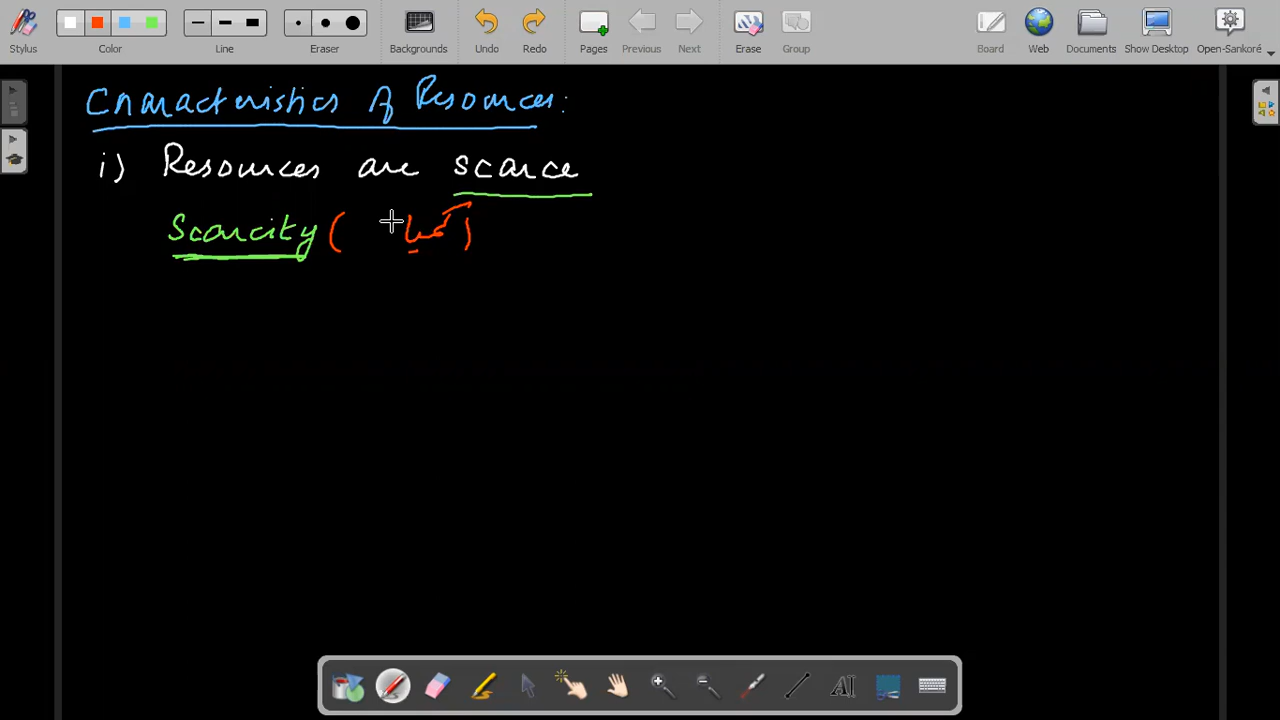 Stylus
Color
Line
Eraser
Backgrounds
Undo
Redo
Pages
Previous
Next
Erase
Group
Board
Web
Documents
Show Desktop
Open-Sankoré
Characteristics of Resources:
i) Resources are scarce
Scarcity ( کمیا )